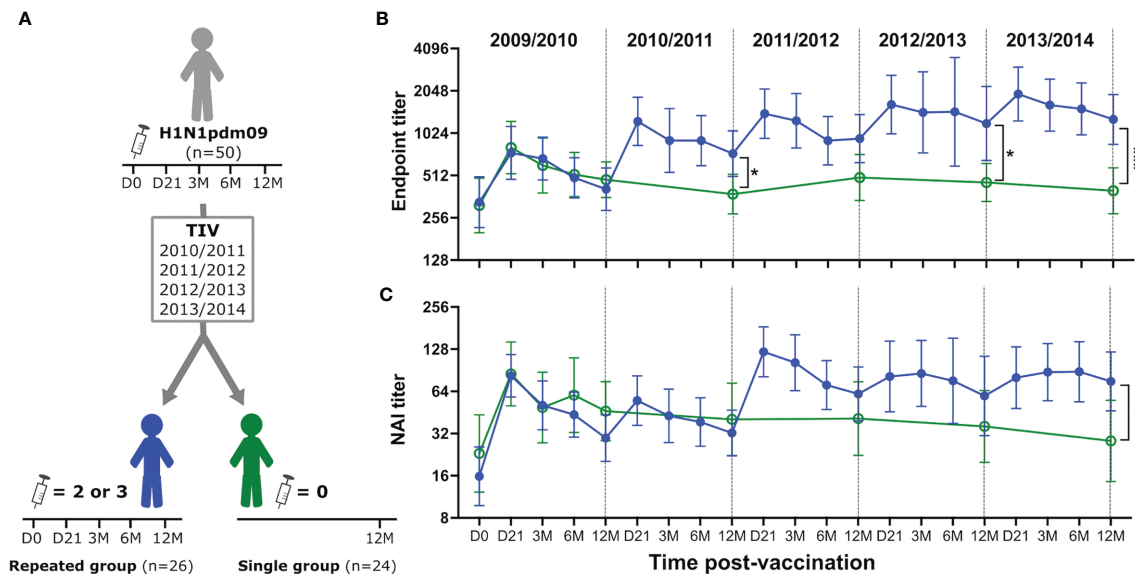 A
H1N1pdm09
(n=50)
D0 D21 3M 6M 12M
TIV
2010/2011
2011/2012
2012/2013
2013/2014
= 2 or 3
= 0
D0 D21 3M 6M 12M
12M
Repeated group (n=26)
Single group (n=24)
B
2009/2010 2010/2011 2011/2012 2012/2013 2013/2014
Endpoint titer
4096
2048
1024
512
256
128
*
*
C
NAI titer
256
128
64
32
16
8
D0 D21 3M 6M 12M D21 3M 6M 12M D21 3M 6M 12M D21 3M 6M 12M D21 3M 6M 12M
Time post-vaccination